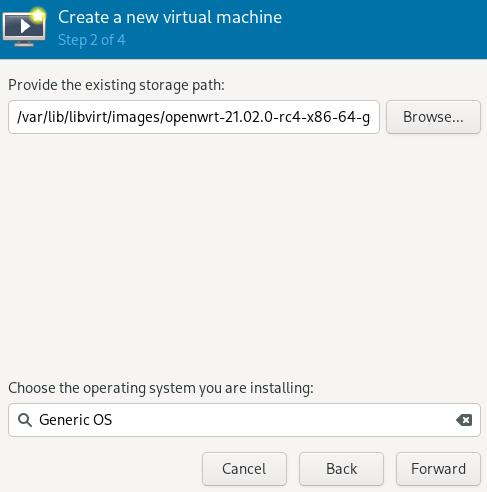 Create a new virtual machine
Step 2 of 4
Provide the existing storage path:
/var/lib/libvirt/images/openwrt-21.02.0-rc4-x86-64-g
Browse...
Choose the operating system you are installing:
Generic OS
Cancel
Back
Forward